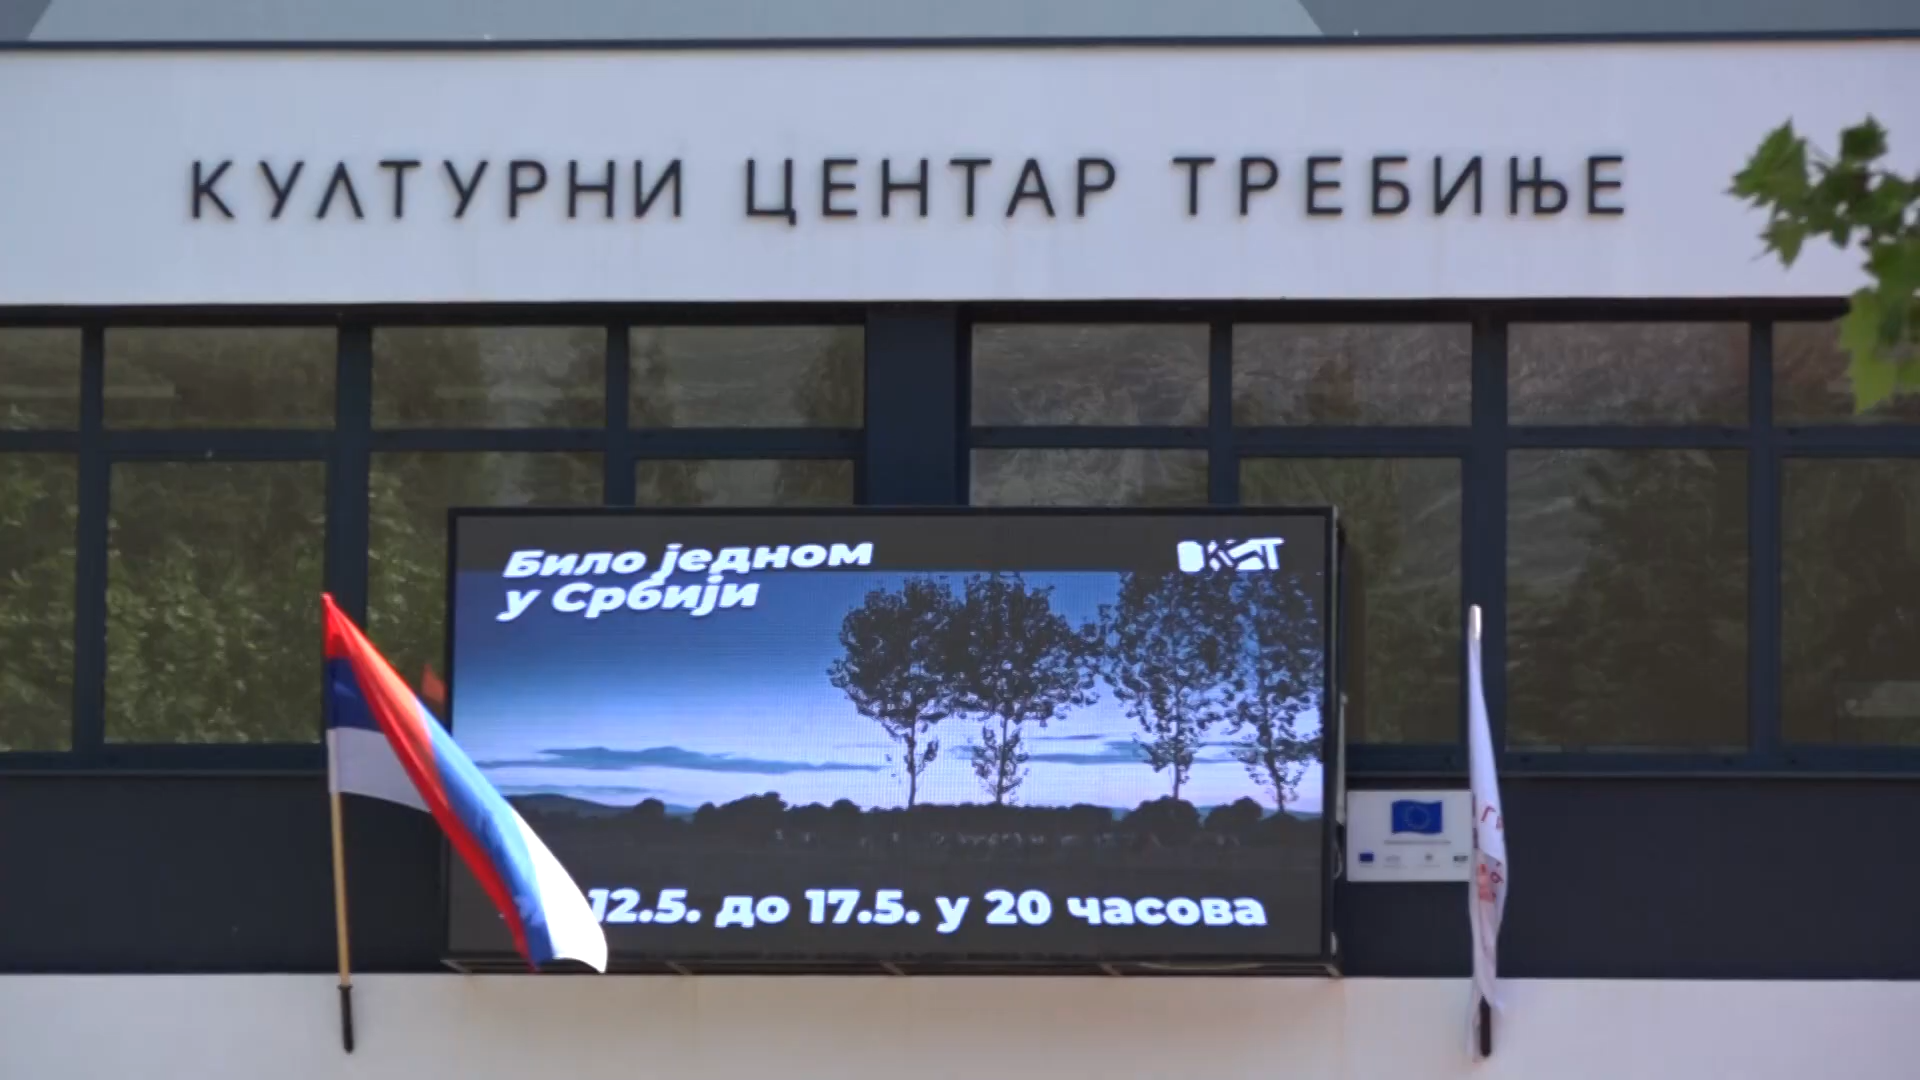 КУЛТУРНИ ЦЕНТАР ТРЕБИЊЕ
Било једном
у Србији
12.5. до 17.5. у 20 часова